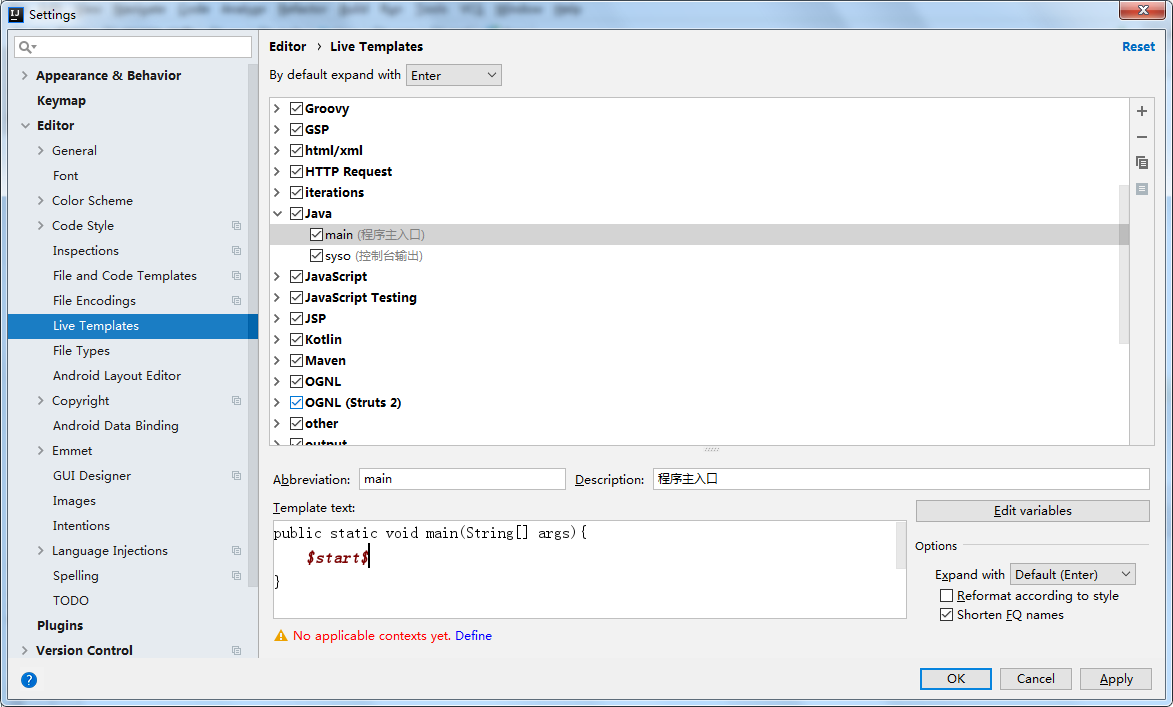 Settings
Appearance & Behavior
Keymap
Editor
General
Font
Color Scheme
Code Style
Inspections
File and Code Templates
File Encodings
Live Templates
File Types
Android Layout Editor
Copyright
Android Data Binding
Emmet
GUI Designer
Images
Intentions
Language Injections
Spelling
TODO
Plugins
Version Control
Editor › Live Templates
Reset
By default expand with Enter
Groovy
GSP
html/xml
HTTP Request
iterations
Java
main (程序主入口)
syso (控制台输出)
JavaScript
JavaScript Testing
JSP
Kotlin
Maven
OGNL
OGNL (Struts 2)
other
output
Abbreviation: main Description: 程序主入口
Template text:
public static void main(String[] args){
$start$
}
Edit variables
Options
Expand with Default (Enter)
Reformat according to style
Shorten FQ names
No applicable contexts yet. Define
? OK Cancel Apply